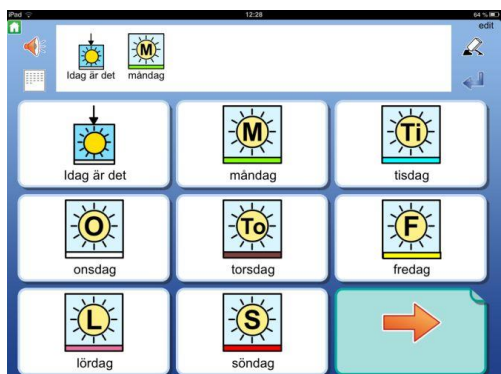 iPad 12:28 64 %
edit
M
Idag är det måndag
M Ti
Idag är det måndag tisdag
O To F
onsdag torsdag fredag
L S
lördag söndag